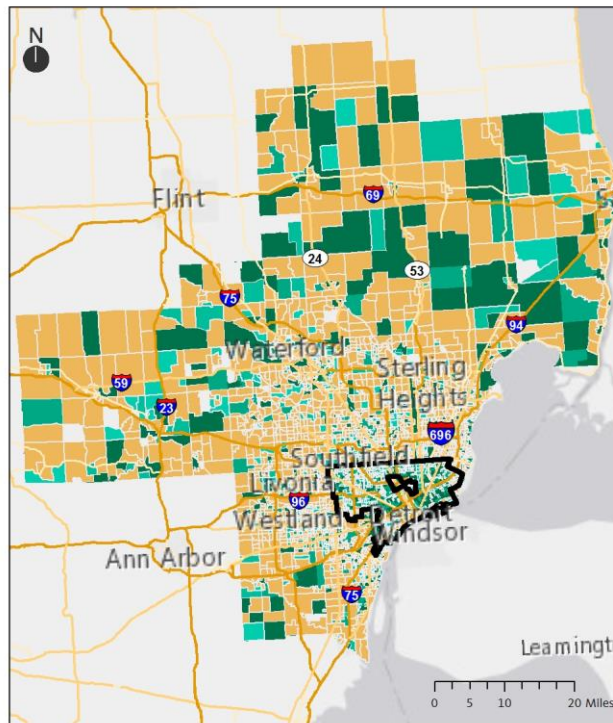 N
Flint
69
24
53
75
94
Waterford
59
Sterling
Heights
23
696
Southfield
Livonia
96
Westland
Detroit
Windsor
Ann Arbor
75
Leamingt
0 5 10 20 Miles